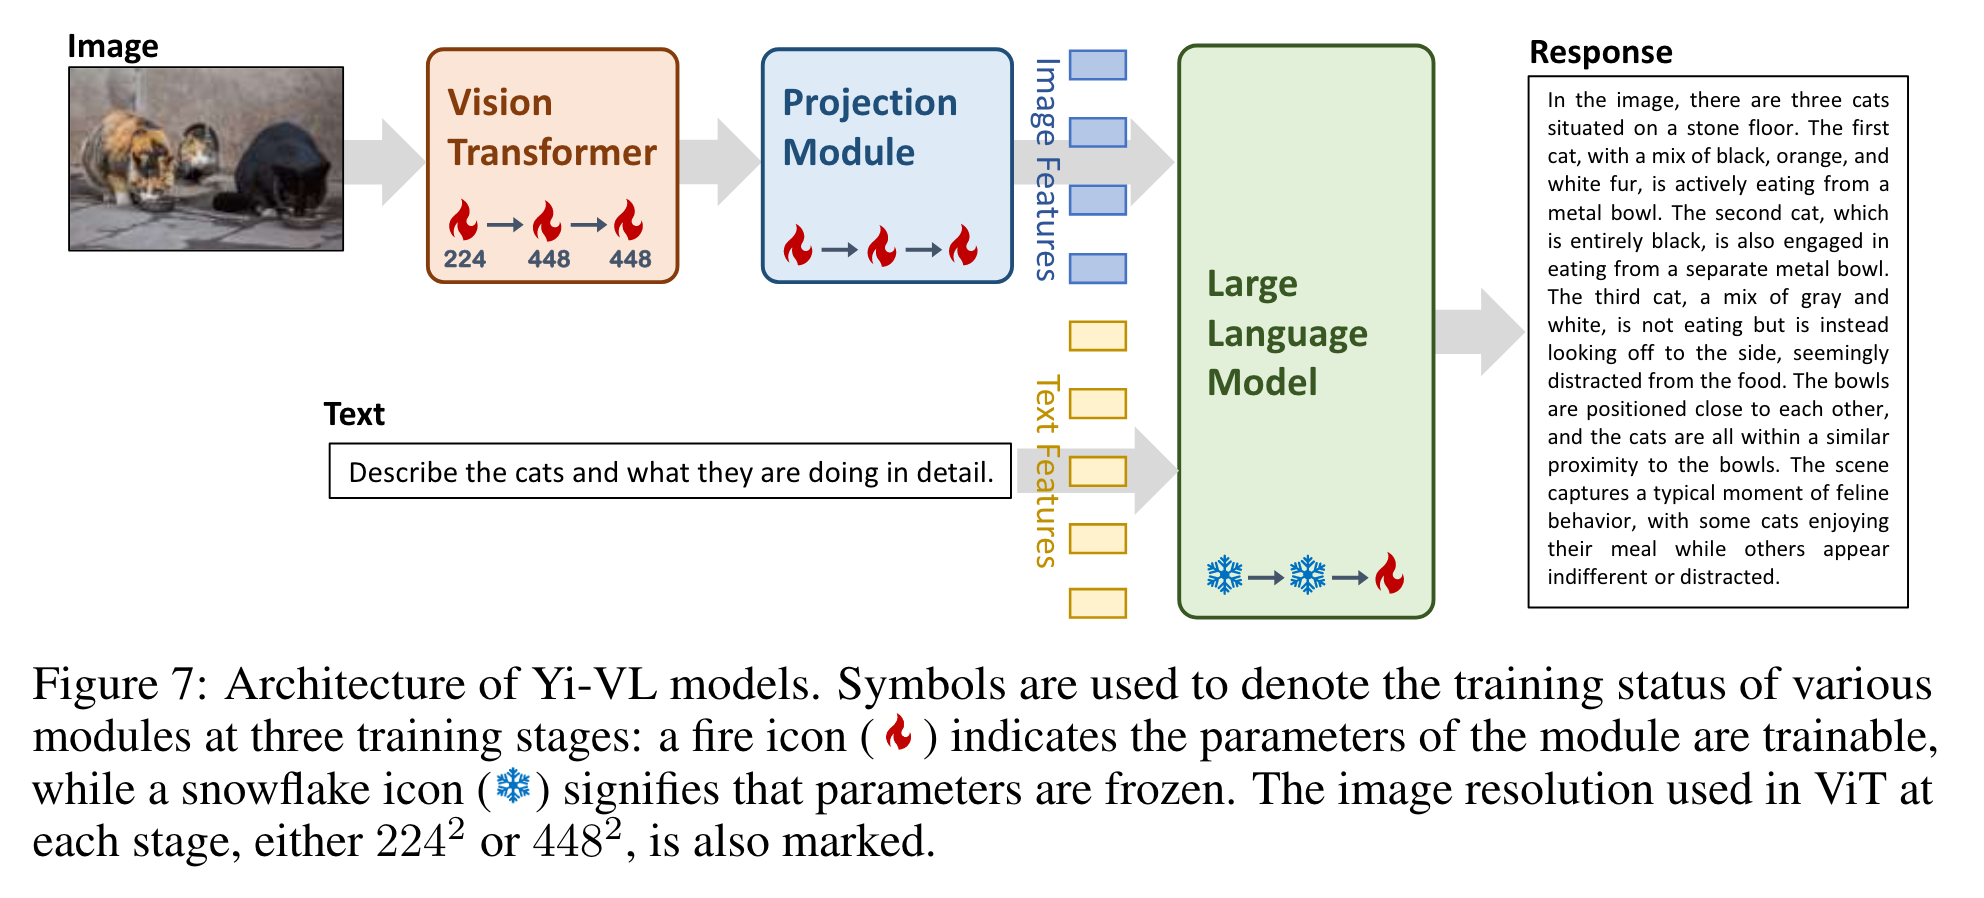 Image
Vision
Transformer
224 448 448
Projection
Module
Image Features
Text
Describe the cats and what they are doing in detail.
Text Features
Large
Language
Model
Response
In the image, there are three cats
situated on a stone floor. The first
cat, with a mix of black, orange, and
white fur, is actively eating from a
metal bowl. The second cat, which
is entirely black, is also engaged in
eating from a separate metal bowl.
The third cat, a mix of gray and
white, is not eating but is instead
looking off to the side, seemingly
distracted from the food. The bowls
are positioned close to each other,
and the cats are all within a similar
proximity to the bowls. The scene
captures a typical moment of feline
behavior, with some cats enjoying
their meal while others appear
indifferent or distracted.
Figure 7: Architecture of Yi-VL models. Symbols are used to denote the training status of various
modules at three training stages: a fire icon ( ) indicates the parameters of the module are trainable,
while a snowflake icon ( ) signifies that parameters are frozen. The image resolution used in ViT at
each stage, either 224² or 448², is also marked.